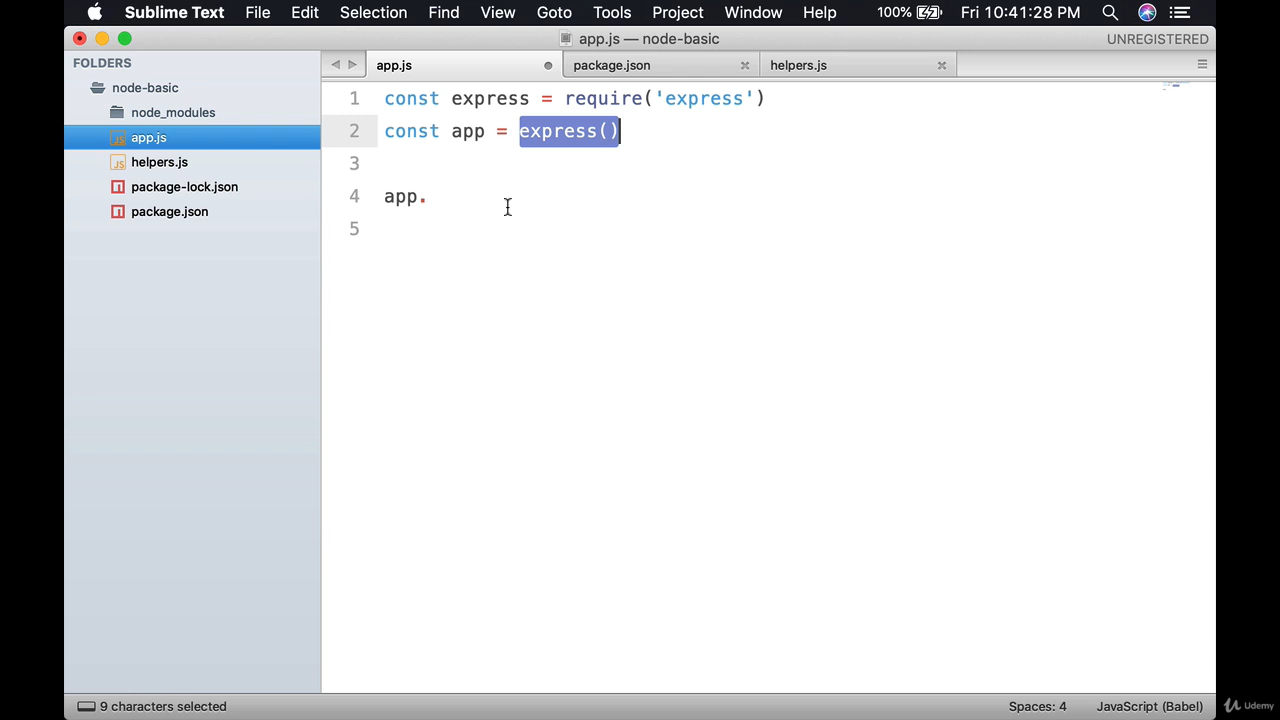 Sublime Text File Edit Selection Find View Goto Tools Project Window Help 100% Fri 10:41:28 PM
app.js — node-basic UNREGISTERED
FOLDERS
node-basic
node_modules
app.js
helpers.js
package-lock.json
package.json
app.js package.json helpers.js
1 const express = require('express')
2 const app = express()
3
4 app.
5
9 characters selected Spaces: 4 JavaScript (Babel)
Udemy